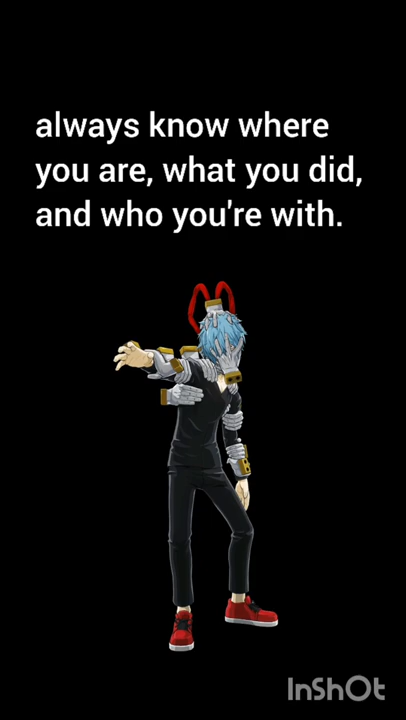 always know where
you are, what you did,
and who you're with.
InShOt